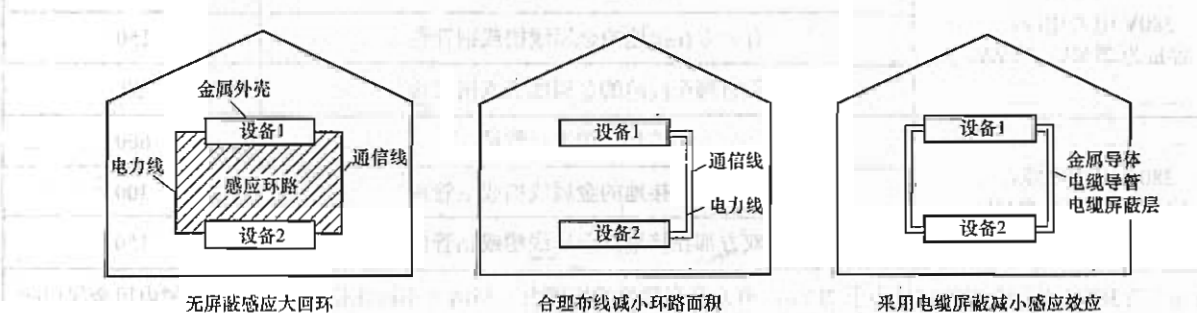 金属外壳
设备1
电力线
通信线
感应环路
设备2
无屏蔽感应大回环
设备1
通信线
电力线
设备2
合理布线减小环路面积
设备1
金属导体
电缆导管
电缆屏蔽层
设备2
采用电缆屏蔽减小感应效应